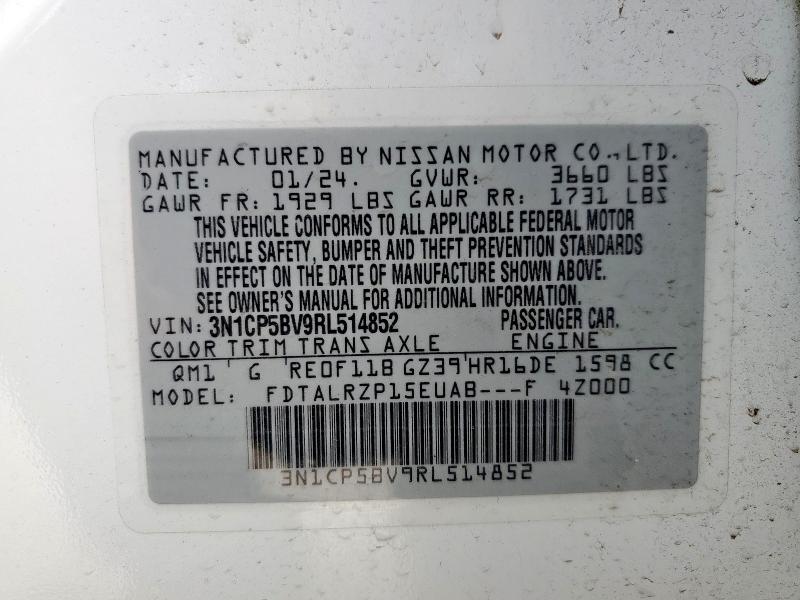 MANUFACTURED BY NISSAN MOTOR CO., LTD.
DATE: 01/24. GVWR: 3660 LBS
GAWR FR: 1929 LBS GAWR RR: 1731 LBS
THIS VEHICLE CONFORMS TO ALL APPLICABLE FEDERAL MOTOR
VEHICLE SAFETY, BUMPER AND THEFT PREVENTION STANDARDS
IN EFFECT ON THE DATE OF MANUFACTURE SHOWN ABOVE.
SEE OWNER'S MANUAL FOR ADDITIONAL INFORMATION.
VIN: 3N1CP5BV9RL514852 PASSENGER CAR.
COLOR TRIM TRANS AXLE ENGINE
QM1 G RE0F11B GZ39 HR16DE 1598 CC
MODEL: FDTALRZP15EUAB---F 4Z000
3N1CP5BV9RL514852